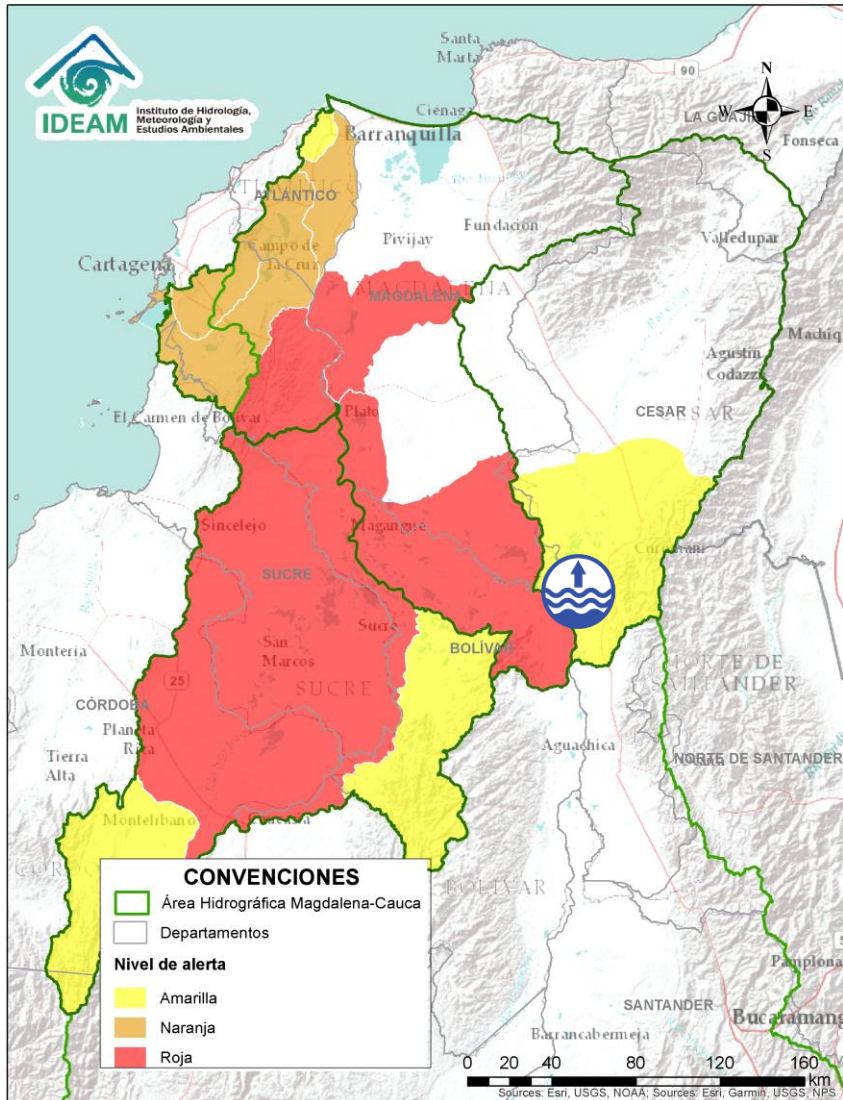 IDEAM
Instituto de Hidrología,
Meteorología y
Estudios Ambientales
Santa
Marta
90
N
W
E
S
LA GUAJI
Fonseca
Ciénaga
Barranquilla
ATLÁNTICO
Fundación
Pivijay
Valledupar
Campo de
la Cruz
Cartagena
MAGDALENA
MAGDALENA
Machiq
Agustín
Codazzi
CESAR
CESAR
El Carmen de Bolívar
Plato
Sincelejo
Magangué
SUCRE
Sucre
BOLÍVAR
San
Marcos
SUCRE
Montería
25
CÓRDOBA
Planeta
Rica
Tierra
Alta
NORTE DE
SANTANDER
Aguachica
NORTE DE SANTANDER
Montelíbano
BOLÍVAR
CONVENCIONES
Área Hidrográfica Magdalena-Cauca
Departamentos
Nivel de alerta
Amarilla
Naranja
Roja
Pamplona
SANTANDER
Bucaramang
Barrancabermeja
0 20 40 80 120 160
Km
Sources: Esri, USGS, NOAA; Sources: Esri, Garmin, USGS, NPS